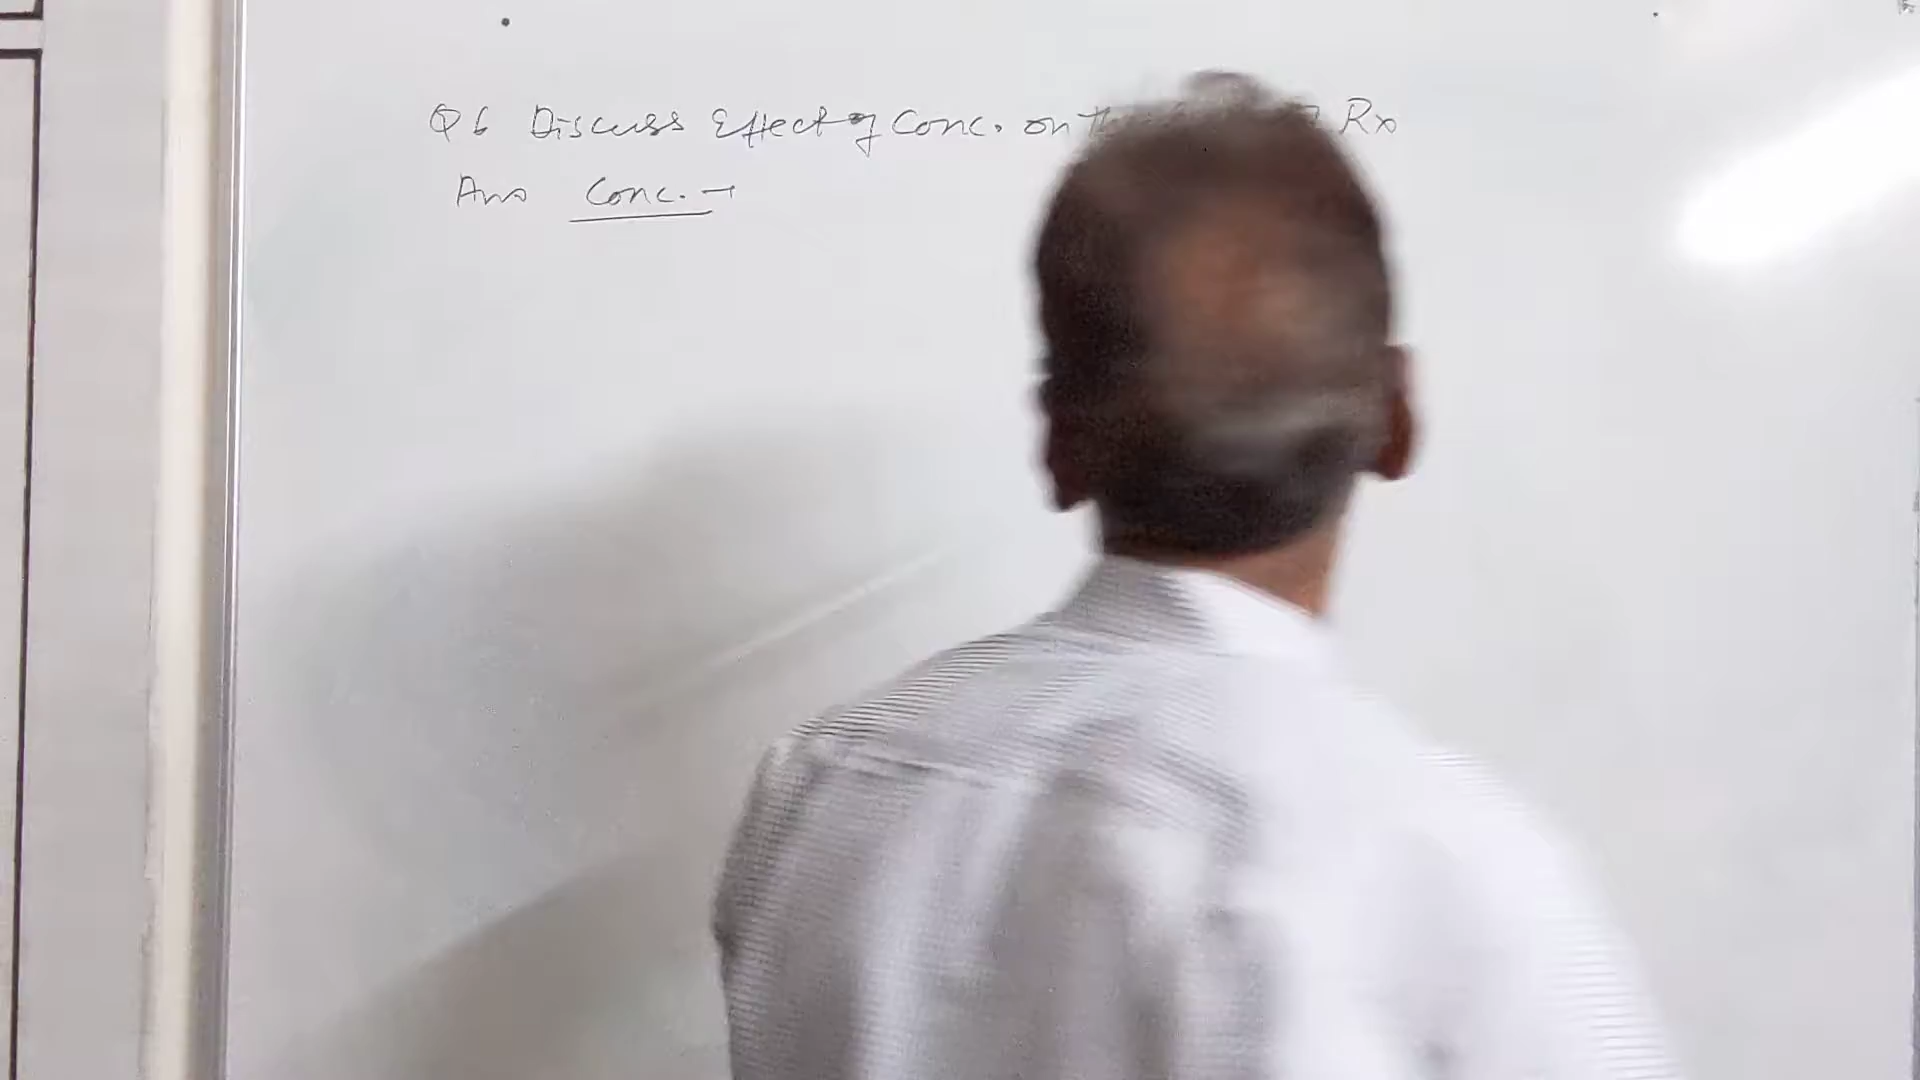 Q6 Discuss Effect of Conc. on Rx
Ans Conc. →